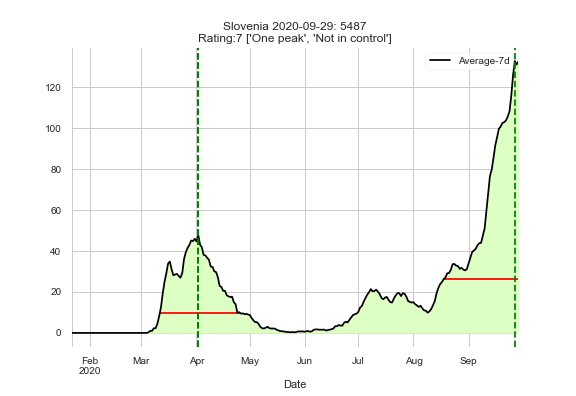 Slovenia 2020-09-29: 5487
Rating:7 ['One peak', 'Not in control']
Average-7d
120
100
80
60
40
20
0
Feb Mar Apr May Jun Jul Aug Sep
2020
Date